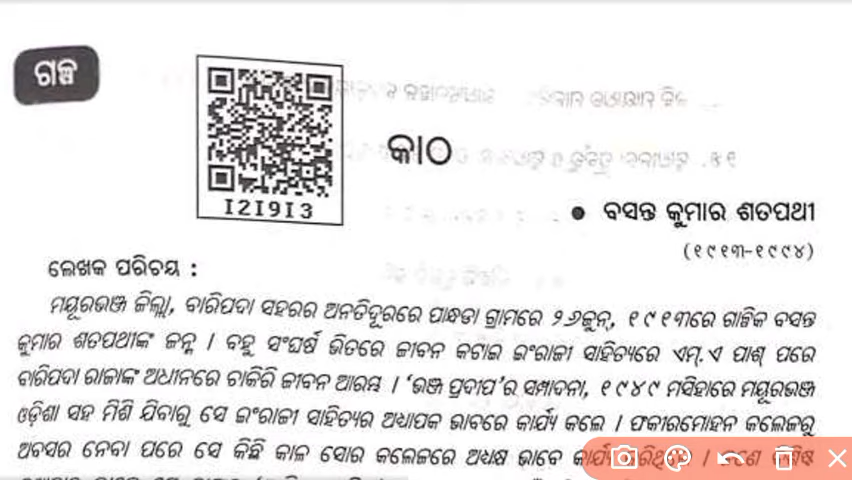 ଗଳ୍ପ
I2I9I3
କାଠ
● ବସନ୍ତ କୁମାର ଶତପଥୀ
(୧୯୧୩-୧୯୯୪)
ଲେଖକ ପରିଚୟ :
ମୟୂରଭଞ୍ଜ ଜିଲ୍ଲା, ବାରିପଦା ସହରର ଅନତିଦୂରରେ ପାଥଡା ଗ୍ରାମରେ ୨୬ଜୁନ୍, ୧୯୧୩ରେ ଗାଳ୍ପିକ ବସନ୍ତ
କୁମାର ଶତପଥୀଙ୍କ ଜନ୍ମ । ବହୁ ସଂଘର୍ଷ ଭିତରେ ଜୀବନ କଟାଇ ଇଂରାଜୀ ସାହିତ୍ୟରେ ଏମ୍.ଏ ପାଶ୍ ପରେ
ବାରିପଦା ରାଜାଙ୍କ ଅଧୀନରେ ଚାକିରି ଜୀବନ ଆରମ୍ଭ । ‘ଭଞ୍ଜ ପ୍ରଦୀପ’ର ସମ୍ପାଦନା, ୧୯୪୯ ମସିହାରେ ମୟୂରଭଞ୍ଜ
ଓଡ଼ିଶା ସହ ମିଶି ଯିବାରୁ ସେ ଇଂରାଜୀ ସାହିତ୍ୟର ଅଧ୍ୟାପକ ଭାବରେ କାର୍ଯ୍ୟ କଲେ । ଫକୀରମୋହନ କଲେଜରୁ
ଅବସର ନେବା ପରେ ସେ କିଛି କାଳ ସୋର କଲେଜରେ ଅଧ୍ୟକ୍ଷ ଭାବେ